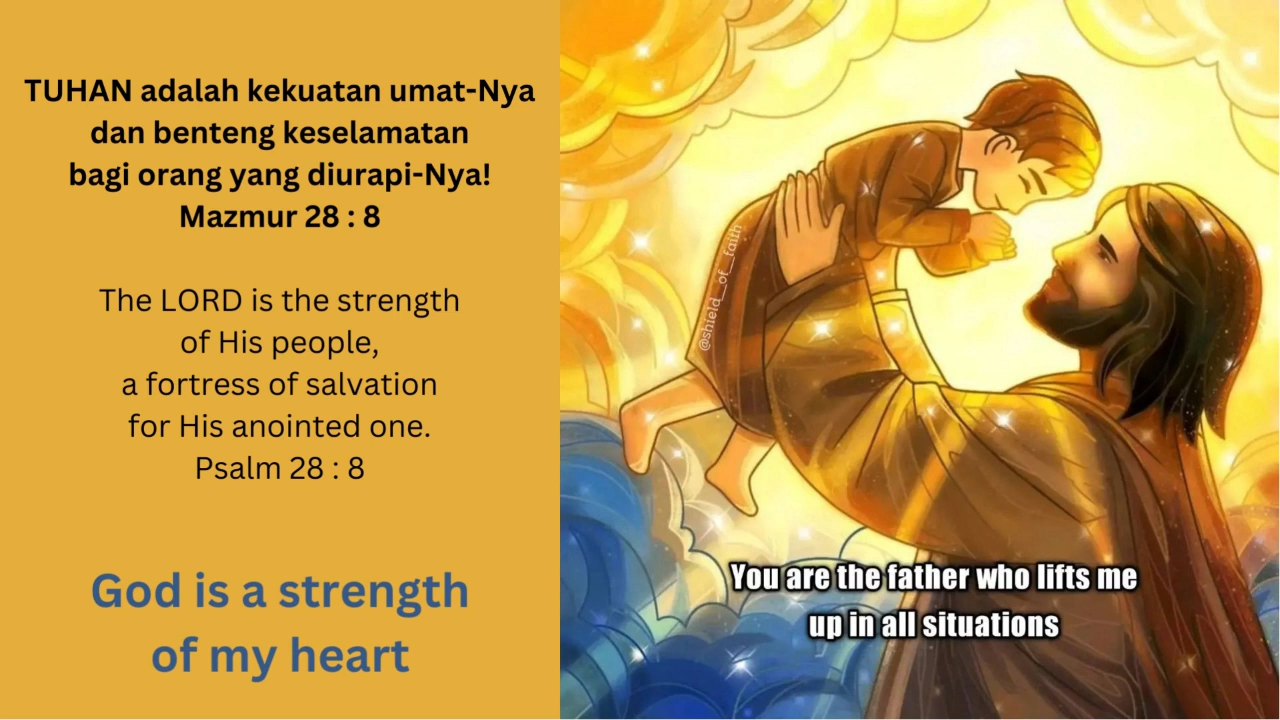 TUHAN adalah kekuatan umat-Nya
dan benteng keselamatan
bagi orang yang diurapi-Nya!
Mazmur 28 : 8
The LORD is the strength
of His people,
a fortress of salvation
for His anointed one.
Psalm 28 : 8
God is a strength
of my heart
@shield_of_faith
You are the father who lifts me
up in all situations